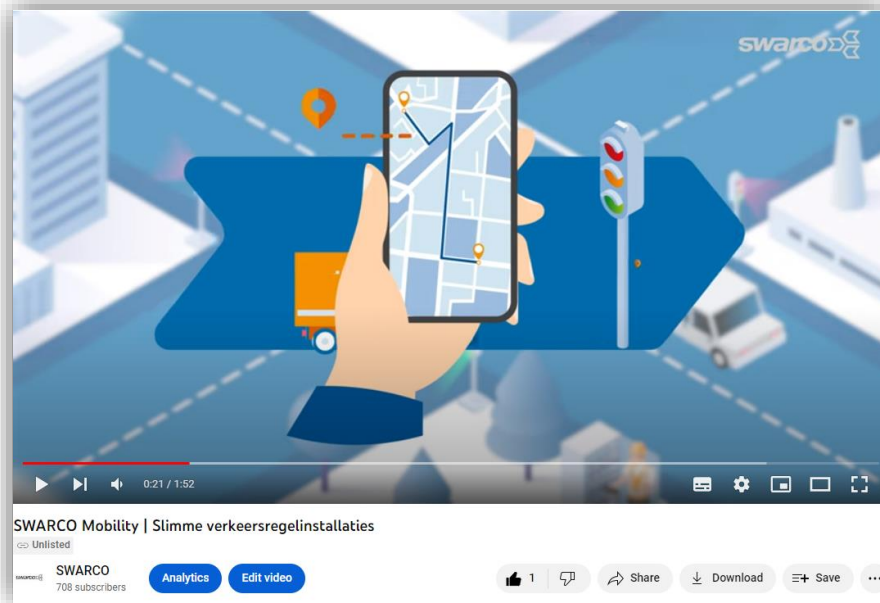 swarco
0:21 / 1:52
SWARCO Mobility | Slimme verkeersregelinstallaties
Unlisted
SWARCO
708 subscribers
Analytics
Edit video
1
Share
Download
Save